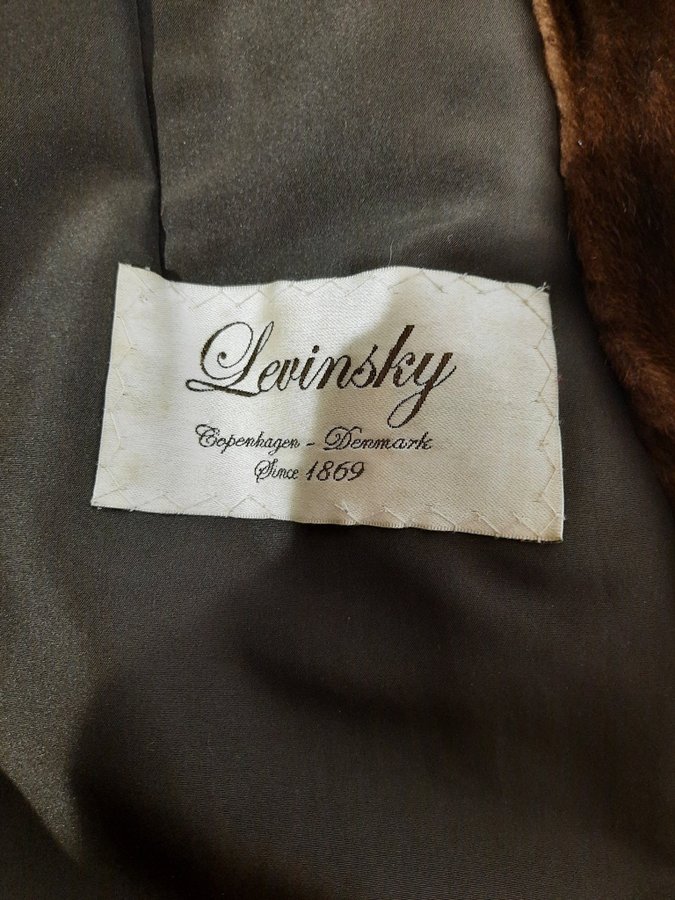 Levinsky
Copenhagen - Denmark
Since 1869